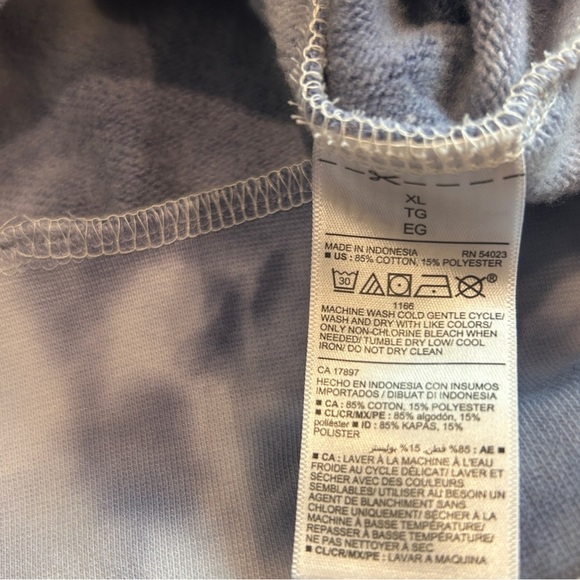 XL
TG
EG
MADE IN INDONESIA RN 54023
■ US : 85% COTTON, 15% POLYESTER
30
®
1166
MACHINE WASH COLD GENTLE CYCLE/
WASH AND DRY WITH LIKE COLORS/
ONLY NON-CHLORINE BLEACH WHEN
NEEDED/ TUMBLE DRY LOW/ COOL
IRON/ DO NOT DRY CLEAN
CA 17897
HECHO EN INDONESIA CON INSUMOS
IMPORTADOS / DIBUAT DI INDONESIA
■ CA : 85% COTON, 15% POLYESTER
■ CL/CR/MX/PE : 85% algodón, 15%
poliéster ■ ID : 85% KAPAS, 15%
POLISTER
■ AE : 85% قطن, 15% بوليستر
■ CA : LAVER À LA MACHINE À L'EAU
FROIDE AU CYCLE DÉLICAT/ LAVER ET
SÉCHER AVEC DES COULEURS
SEMBLABLES/ UTILISER AU BESOIN UN
AGENT DE BLANCHIMENT SANS
CHLORE UNIQUEMENT/ SÉCHER À LA
MACHINE À BASSE TEMPÉRATURE/
REPASSER À BASSE TEMPÉRATURE/
NE PAS NETTOYER À SEC
■ CL/CR/MX/PE : LAVAR A MAQUINA